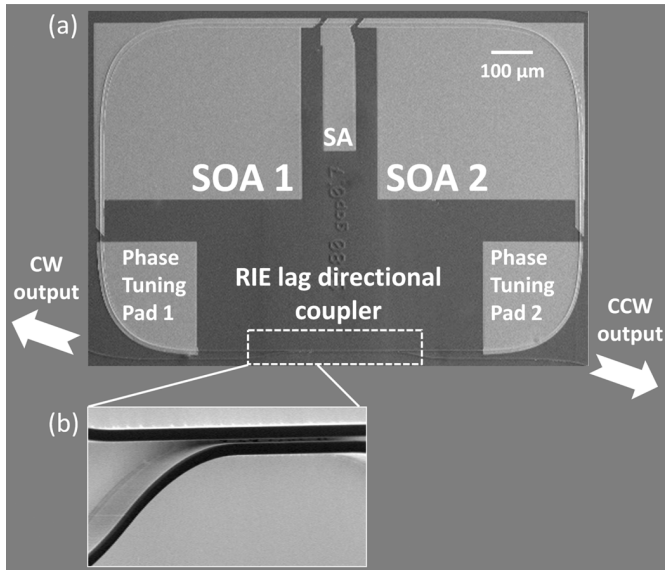 (a)
100 μm
SA
SOA 1
SOA 2
CW
output
Phase
Tuning
Pad 1
RIE lag directional
coupler
Phase
Tuning
Pad 2
CCW
output
(b)